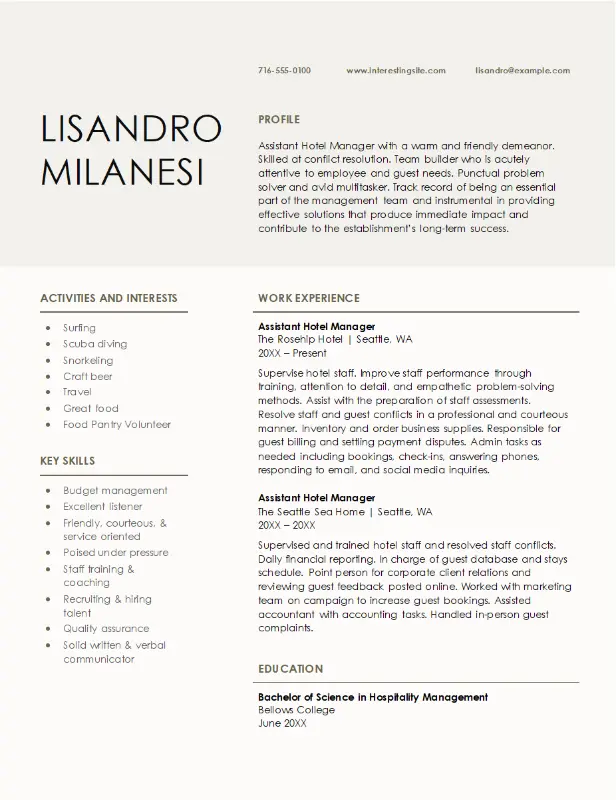 716-555-0100 www.interestingsite.com lisandro@example.com
LISANDRO
MILANESI
PROFILE
Assistant Hotel Manager with a warm and friendly demeanor.
Skilled at conflict resolution. Team builder who is acutely
attentive to employee and guest needs. Punctual problem
solver and avid multitasker. Track record of being an essential
part of the management team and instrumental in providing
effective solutions that produce immediate impact and
contribute to the establishment's long-term success.
ACTIVITIES AND INTERESTS
• Surfing
• Scuba diving
• Snorkeling
• Craft beer
• Travel
• Great food
• Food Pantry Volunteer
KEY SKILLS
• Budget management
• Excellent listener
• Friendly, courteous, &
service oriented
• Poised under pressure
• Staff training &
coaching
• Recruiting & hiring
talent
• Quality assurance
• Solid written & verbal
communicator
WORK EXPERIENCE
Assistant Hotel Manager
The Rosehip Hotel | Seattle, WA
20XX – Present
Supervise hotel staff. Improve staff performance through
training, attention to detail, and empathetic problem-solving
methods. Assist with the preparation of staff assessments.
Resolve staff and guest conflicts in a professional and courteous
manner. Inventory and order business supplies. Responsible for
guest billing and settling payment disputes. Admin tasks as
needed including bookings, check-ins, answering phones,
responding to email, and social media inquiries.
Assistant Hotel Manager
The Seattle Sea Home | Seattle, WA
20XX – 20XX
Supervised and trained hotel staff and resolved staff conflicts.
Daily financial reporting. In charge of guest database and stays
schedule. Point person for corporate client relations and
reviewing guest feedback posted online. Worked with marketing
team on campaign to increase guest bookings. Assisted
accountant with accounting tasks. Handled in-person guest
complaints.
EDUCATION
Bachelor of Science in Hospitality Management
Bellows College
June 20XX